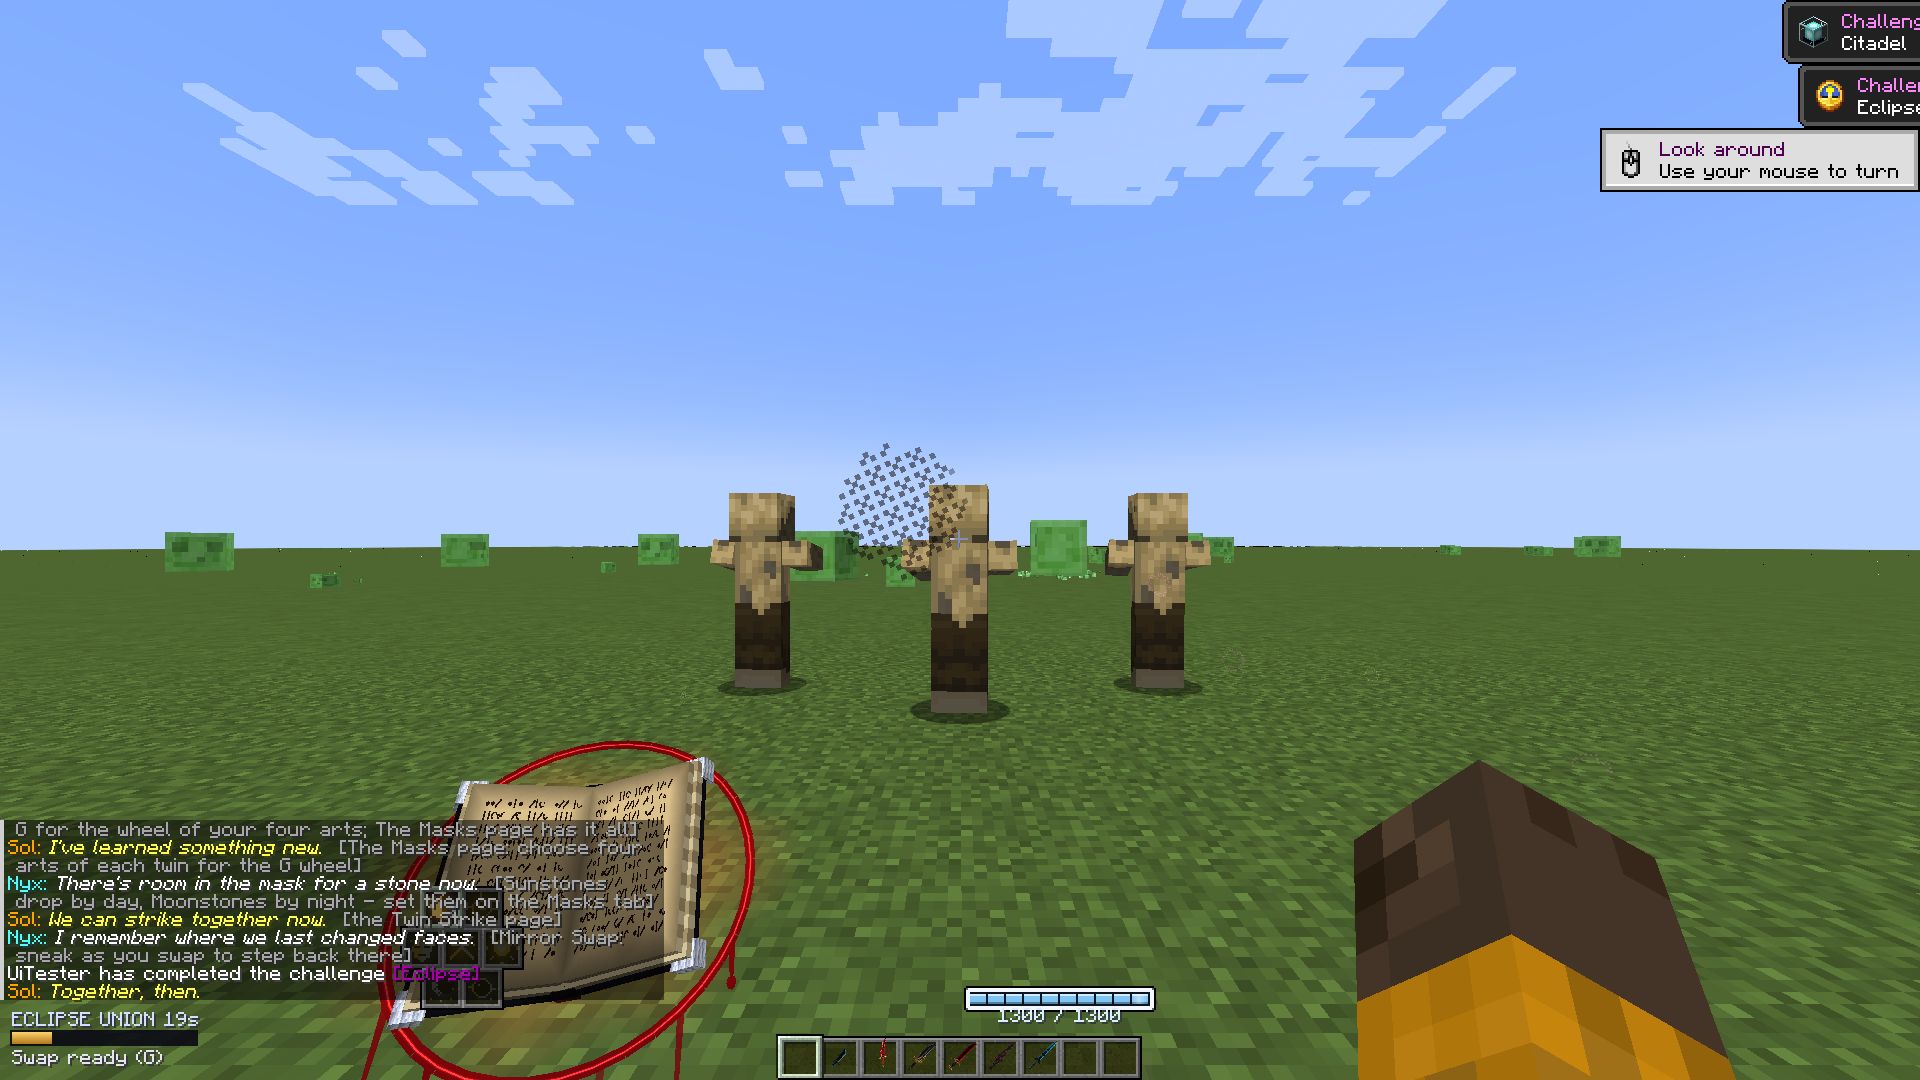 Challeng
Citadel
Challen
Eclipse
Look around
Use your mouse to turn
G for the wheel of your four arts; The Masks page has it all]
Sol: I've learned something new. [The Masks page: choose four
arts of each twin for the G wheel]
Nyx: There's room in the mask for a stone now. [Sunstones
drop by day, Moonstones by night - set them on the Masks tab]
Sol: We can strike together now. [the Twin Strike page]
Nyx: I remember where we last changed faces. [Mirror Swap:
sneak as you swap to step back there]
UiTester has completed the challenge [Eclipse]
Sol: Together, then.
ECLIPSE UNION 19s
Swap ready (G)
1300 / 1300